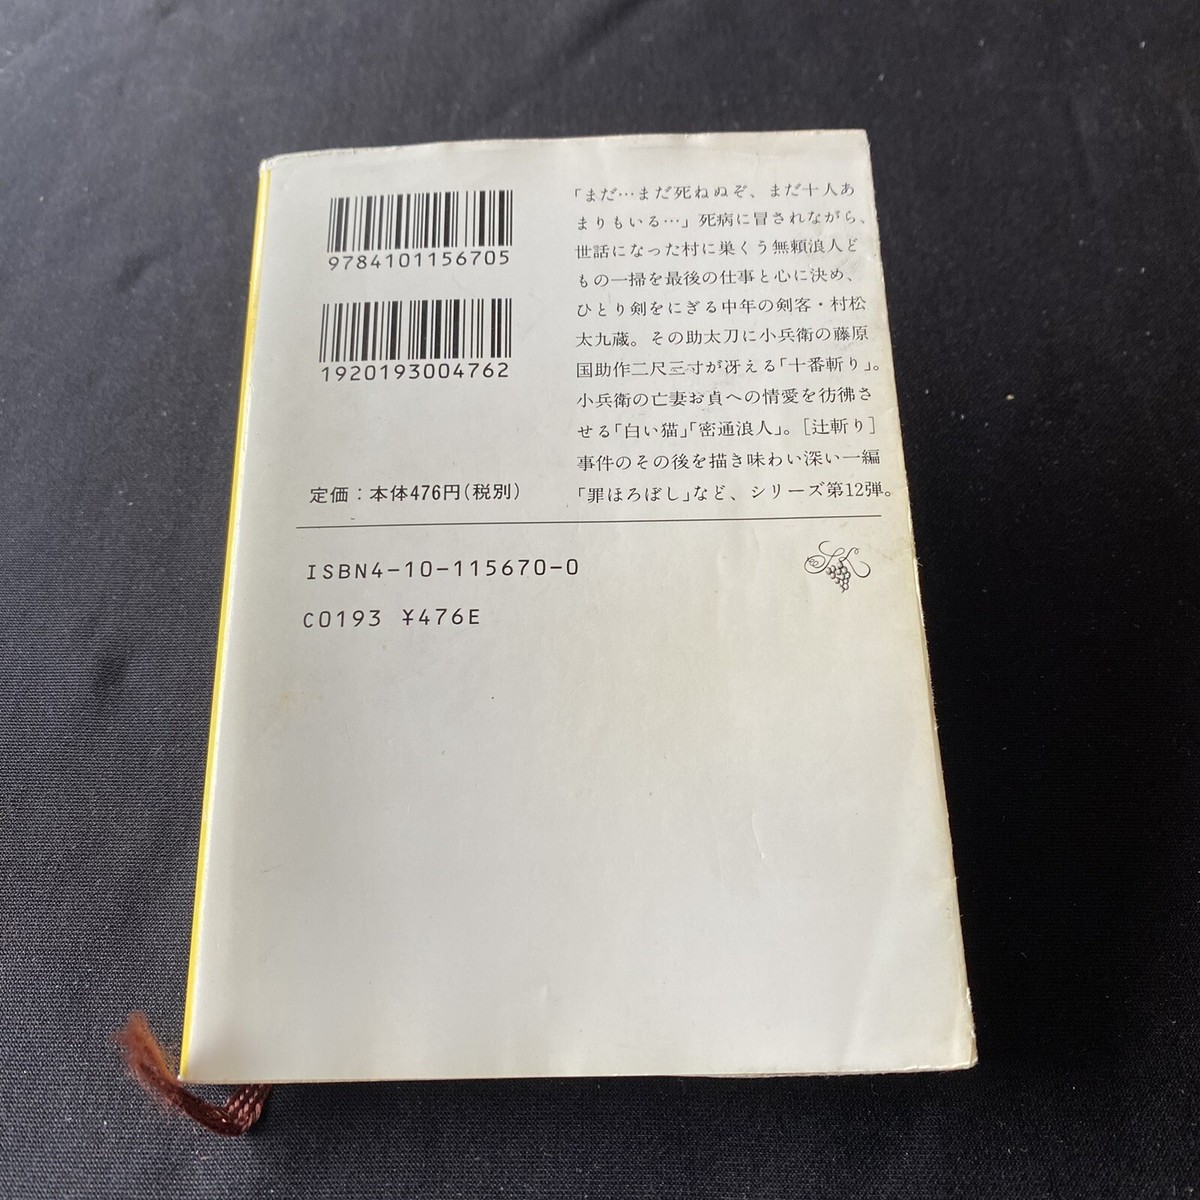 9784101156705
1920193004762
定価：本体476円（税別）
「まだ…まだ死ねぬぞ、まだ十人あ
まりもいる…」死病に冒されながら、
世話になった村に巣くう無頼浪人ど
もの一掃を最後の仕事と心に決め、
ひとり剣をにぎる中年の剣客・村松
太九蔵。その助太刀に小兵衛の藤原
国助作二尺三寸が冴える「十番斬り」。
小兵衛の亡妻お貞への情愛を彷彿さ
せる「白い猫」「密通浪人」。［辻斬り］
事件のその後を描き味わい深い一編
「罪ほろぼし」など、シリーズ第12弾。
ISBN4-10-115670-0
C0193 ¥476E